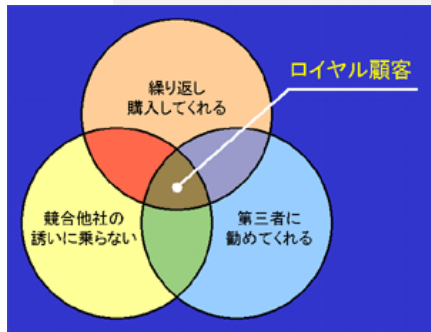 ロイヤル顧客
繰り返し
購入してくれる
競合他社の
誘いに乗らない
第三者に
勧めてくれる